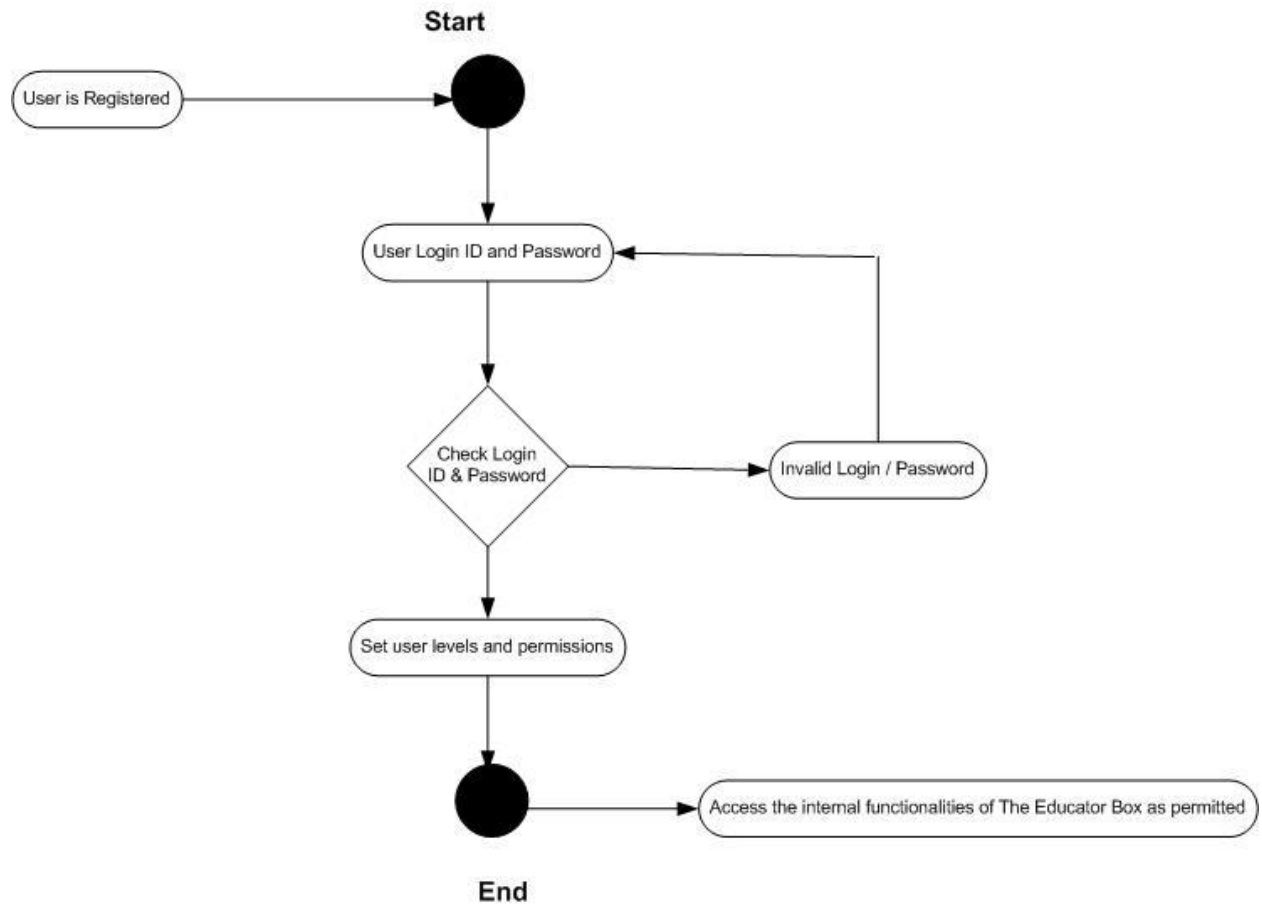 Start
User is Registered
User Login ID and Password
Check Login
ID & Password
Invalid Login / Password
Set user levels and permissions
Access the internal functionalities of The Educator Box as permitted
End